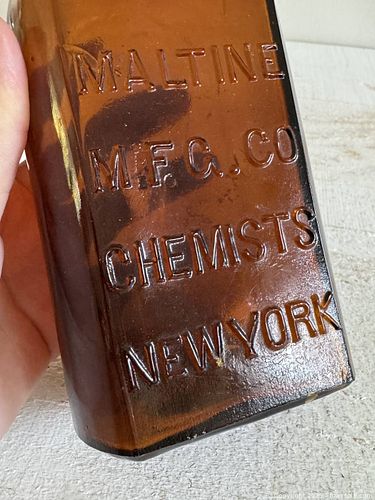 MALTINE
M.F.G.CO
CHEMISTS
NEW YORK